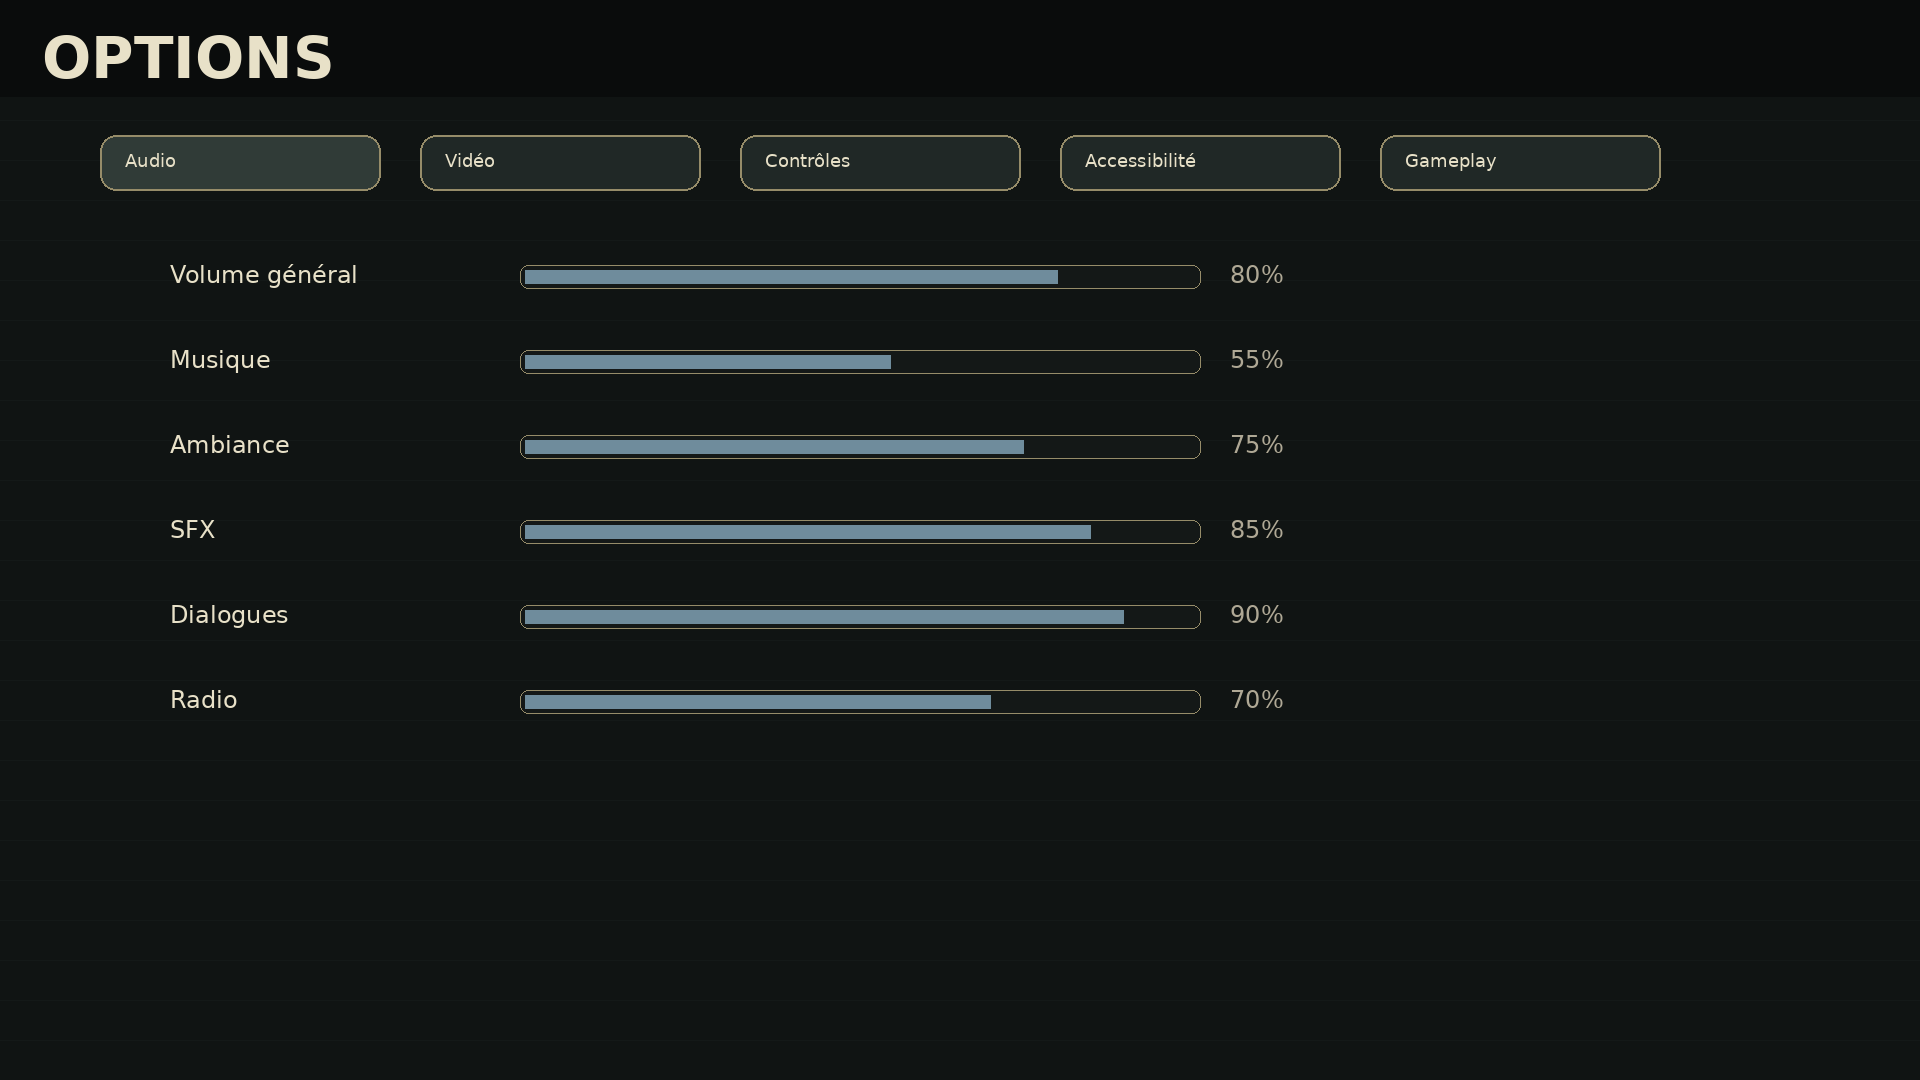 OPTIONS
Audio Vidéo Contrôles Accessibilité Gameplay
Volume général 80%
Musique 55%
Ambiance 75%
SFX 85%
Dialogues 90%
Radio 70%